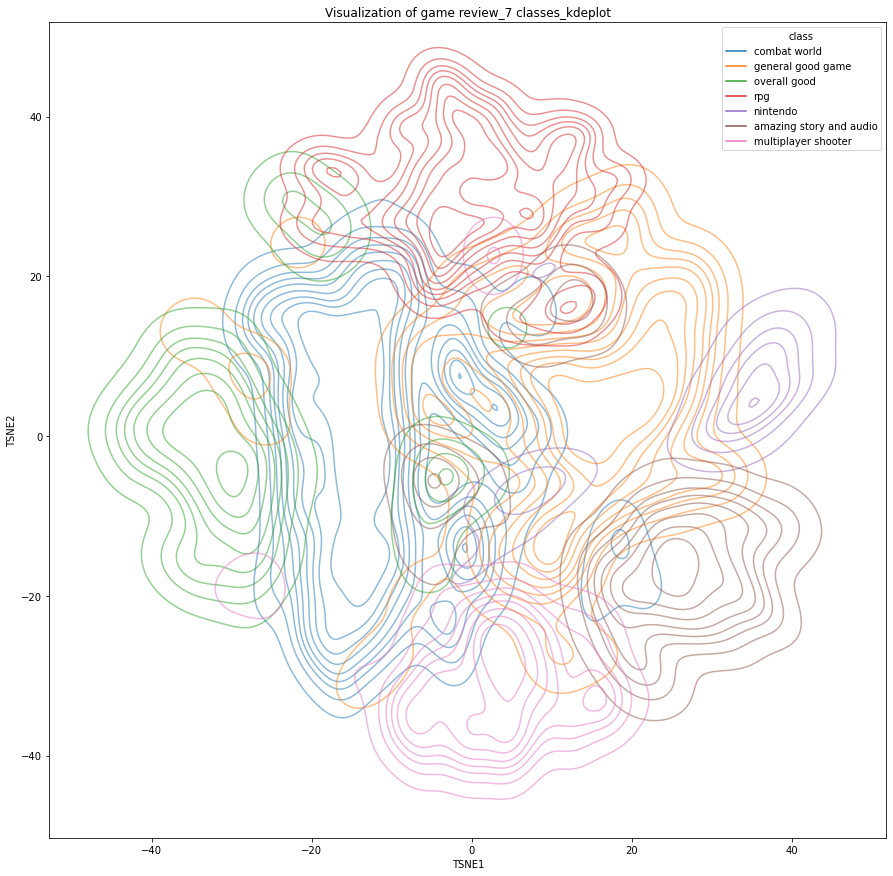 Visualization of game review_7 classes_kdeplot
class
combat world
general good game
overall good
rpg
nintendo
amazing story and audio
multiplayer shooter
40
20
0
−20
−40
TSNE2
−40
−20
0
20
40
TSNE1